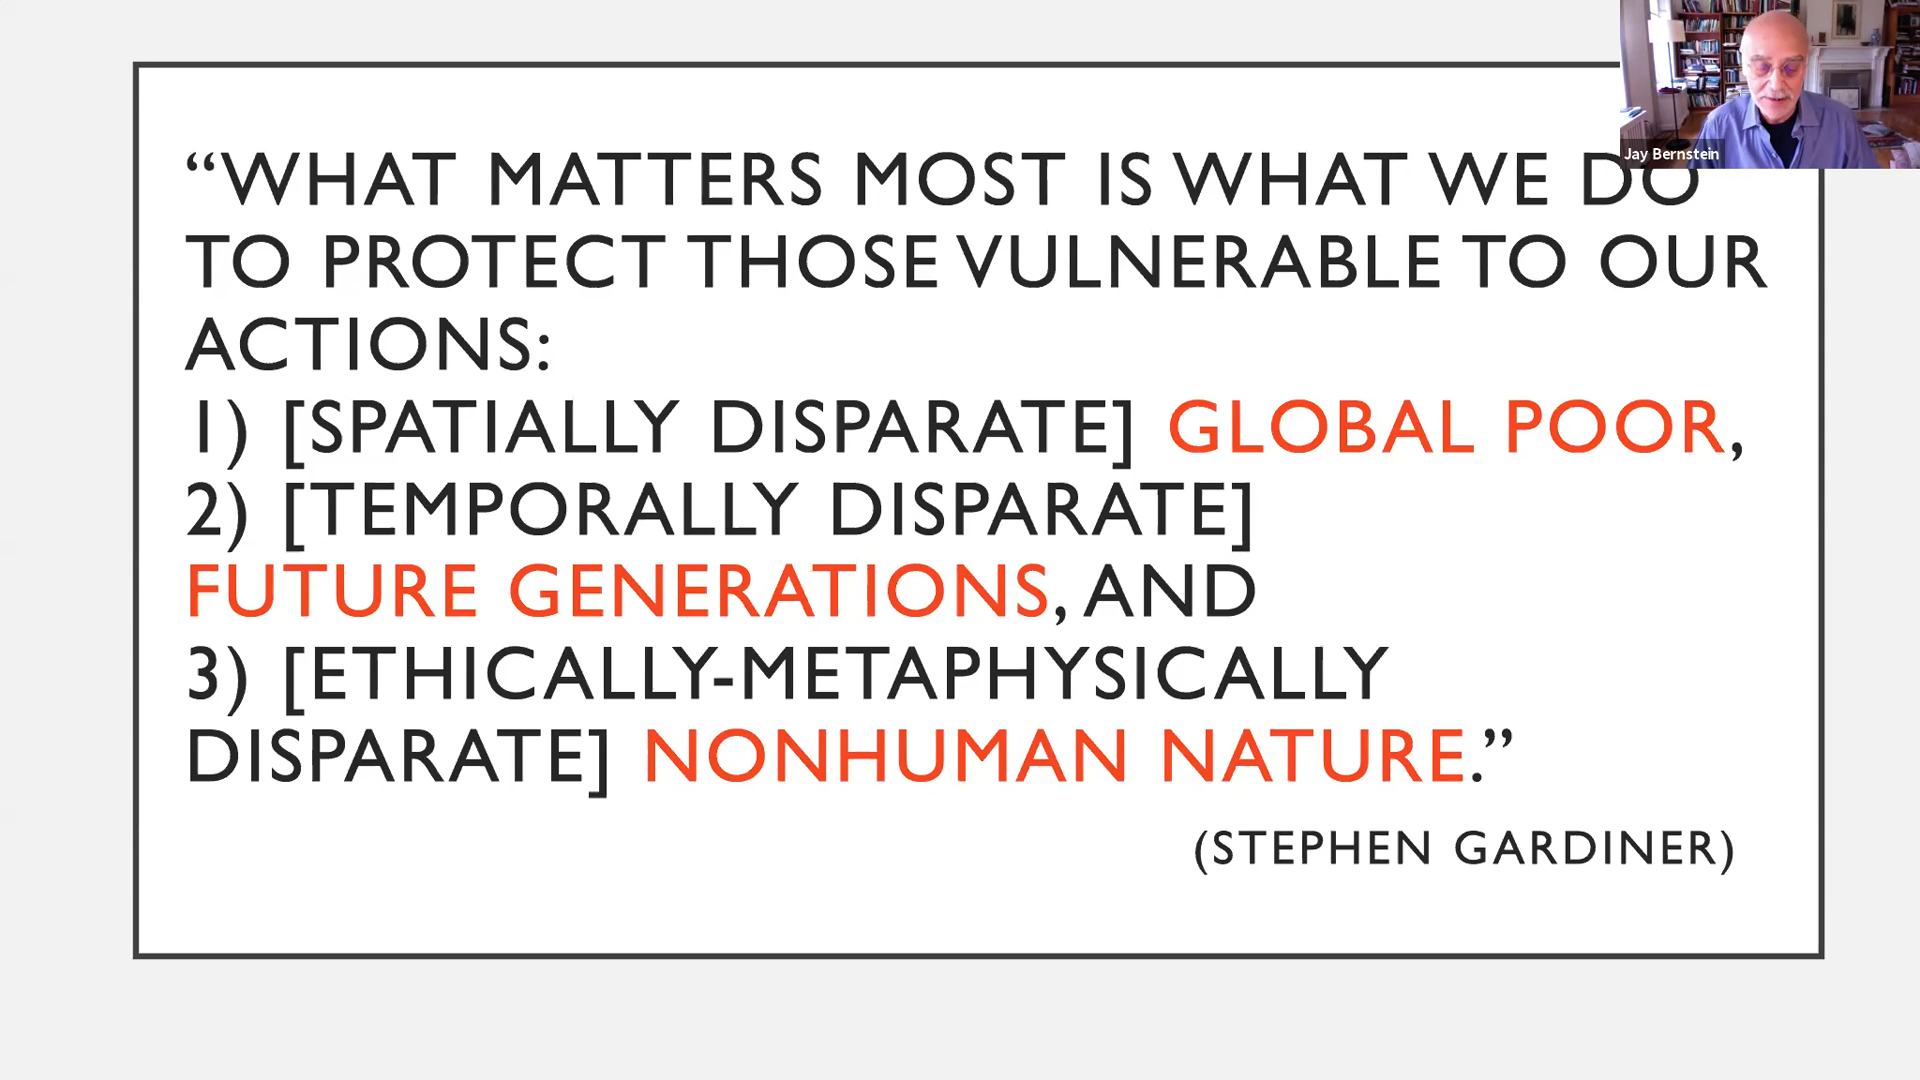 “WHAT MATTERS MOST IS WHAT WE DO
TO PROTECT THOSE VULNERABLE TO OUR
ACTIONS:
1) [SPATIALLY DISPARATE] GLOBAL POOR,
2) [TEMPORALLY DISPARATE]
FUTURE GENERATIONS, AND
3) [ETHICALLY-METAPHYSICALLY
DISPARATE] NONHUMAN NATURE.”
(STEPHEN GARDINER)
Jay Bernstein